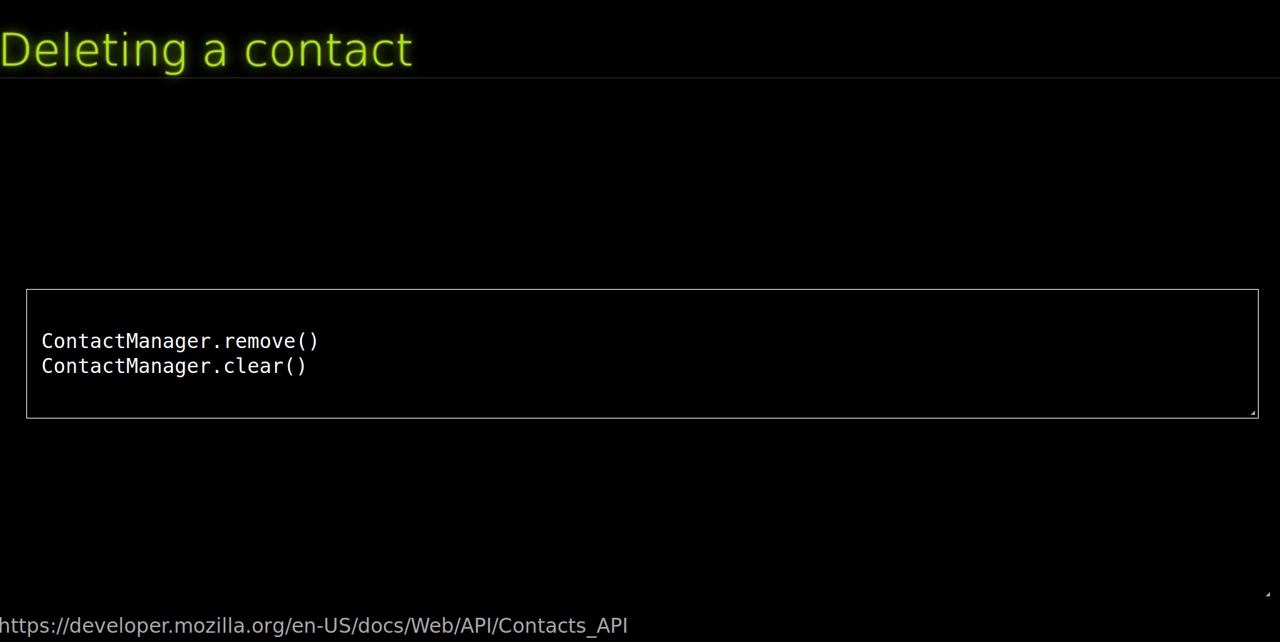 Deleting a contact
ContactManager.remove()
ContactManager.clear()
https://developer.mozilla.org/en-US/docs/Web/API/Contacts_API